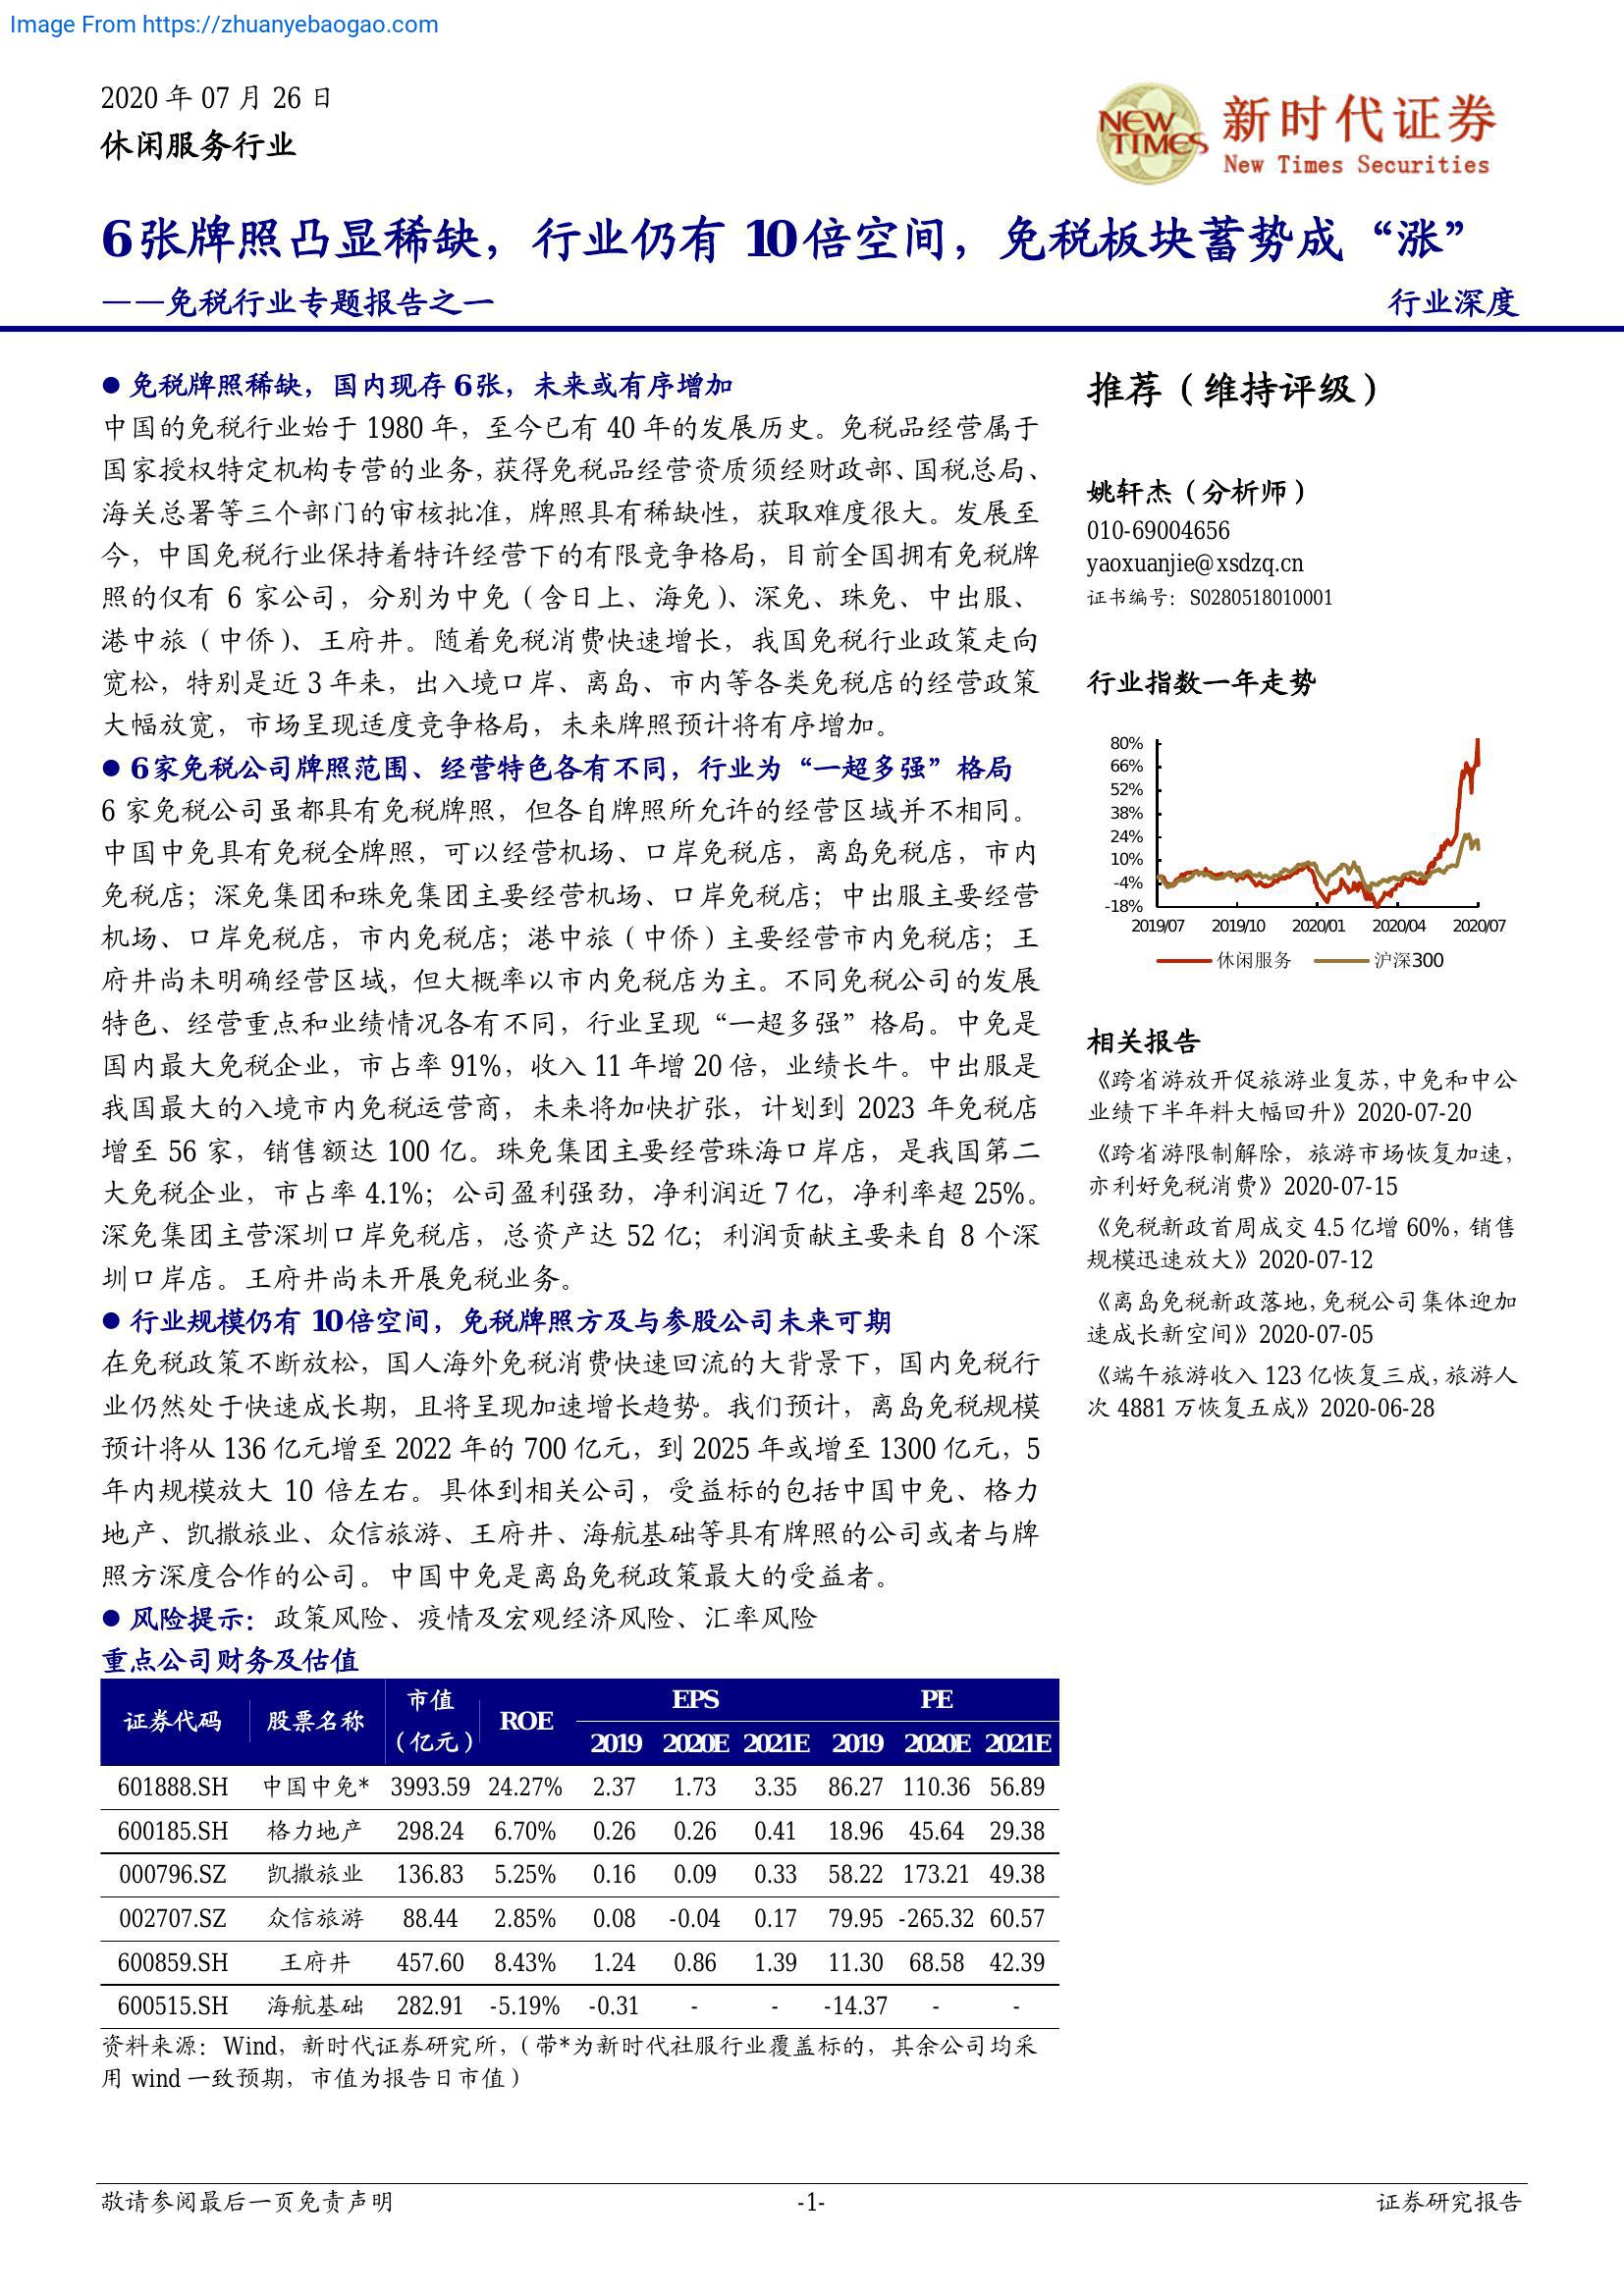 Image From https://zhuanyebaogao.com
2020 年 07 月 26 日
休闲服务行业
NEW TIMES
新时代证券
New Times Securities
6张牌照凸显稀缺，行业仍有 10倍空间，免税板块蓄势成“涨”
——免税行业专题报告之一
行业深度
● 免税牌照稀缺，国内现存 6张，未来或有序增加
中国的免税行业始于 1980 年，至今已有 40 年的发展历史。免税品经营属于
国家授权特定机构专营的业务，获得免税品经营资质须经财政部、国税总局、
海关总署等三个部门的审核批准，牌照具有稀缺性，获取难度很大。发展至
今，中国免税行业保持着特许经营下的有限竞争格局，目前全国拥有免税牌
照的仅有 6 家公司，分别为中免（含日上、海免）、深免、珠免、中出服、
港中旅（中侨）、王府井。随着免税消费快速增长，我国免税行业政策走向
宽松，特别是近 3 年来，出入境口岸、离岛、市内等各类免税店的经营政策
大幅放宽，市场呈现适度竞争格局，未来牌照预计将有序增加。
● 6家免税公司牌照范围、经营特色各有不同，行业为“一超多强”格局
6 家免税公司虽都具有免税牌照，但各自牌照所允许的经营区域并不相同。
中国中免具有免税全牌照，可以经营机场、口岸免税店，离岛免税店，市内
免税店；深免集团和珠免集团主要经营机场、口岸免税店；中出服主要经营
机场、口岸免税店，市内免税店；港中旅（中侨）主要经营市内免税店；王
府井尚未明确经营区域，但大概率以市内免税店为主。不同免税公司的发展
特色、经营重点和业绩情况各有不同，行业呈现“一超多强”格局。中免是
国内最大免税企业，市占率 91%，收入 11 年增 20 倍，业绩长牛。中出服是
我国最大的入境市内免税运营商，未来将加快扩张，计划到 2023 年免税店
增至 56 家，销售额达 100 亿。珠免集团主要经营珠海口岸店，是我国第二
大免税企业，市占率 4.1%；公司盈利强劲，净利润近 7 亿，净利率超 25%。
深免集团主营深圳口岸免税店，总资产达 52 亿；利润贡献主要来自 8 个深
圳口岸店。王府井尚未开展免税业务。
● 行业规模仍有 10倍空间，免税牌照方及与参股公司未来可期
在免税政策不断放松，国人海外免税消费快速回流的大背景下，国内免税行
业仍然处于快速成长期，且将呈现加速增长趋势。我们预计，离岛免税规模
预计将从 136 亿元增至 2022 年的 700 亿元，到 2025 年或增至 1300 亿元，5
年内规模放大 10 倍左右。具体到相关公司，受益标的包括中国中免、格力
地产、凯撒旅业、众信旅游、王府井、海航基础等具有牌照的公司或者与牌
照方深度合作的公司。中国中免是离岛免税政策最大的受益者。
● 风险提示：政策风险、疫情及宏观经济风险、汇率风险
重点公司财务及估值
证券代码 股票名称 市值（亿元） ROE EPS PE
2019 2020E 2021E 2019 2020E 2021E
601888.SH 中国中免* 3993.59 24.27% 2.37 1.73 3.35 86.27 110.36 56.89
600185.SH 格力地产 298.24 6.70% 0.26 0.26 0.41 18.96 45.64 29.38
000796.SZ 凯撒旅业 136.83 5.25% 0.16 0.09 0.33 58.22 173.21 49.38
002707.SZ 众信旅游 88.44 2.85% 0.08 -0.04 0.17 79.95 -265.32 60.57
600859.SH 王府井 457.60 8.43% 1.24 0.86 1.39 11.30 68.58 42.39
600515.SH 海航基础 282.91 -5.19% -0.31 - - -14.37 - -
资料来源：Wind，新时代证券研究所，（带*为新时代社服行业覆盖标的，其余公司均采
用 wind 一致预期，市值为报告日市值）
推荐（维持评级）
姚轩杰（分析师）
010-69004656
yaoxuanjie@xsdzq.cn
证书编号：S0280518010001
行业指数一年走势
80%
66%
52%
38%
24%
10%
-4%
-18%
2019/07 2019/10 2020/01 2020/04 2020/07
休闲服务 沪深300
相关报告
《跨省游放开促旅游业复苏，中免和中公
业绩下半年料大幅回升》2020-07-20
《跨省游限制解除，旅游市场恢复加速，
亦利好免税消费》2020-07-15
《免税新政首周成交 4.5 亿增 60%，销售
规模迅速放大》2020-07-12
《离岛免税新政落地，免税公司集体迎加
速成长新空间》2020-07-05
《端午旅游收入 123 亿恢复三成，旅游人
次 4881 万恢复五成》2020-06-28
敬请参阅最后一页免责声明
-1-
证券研究报告